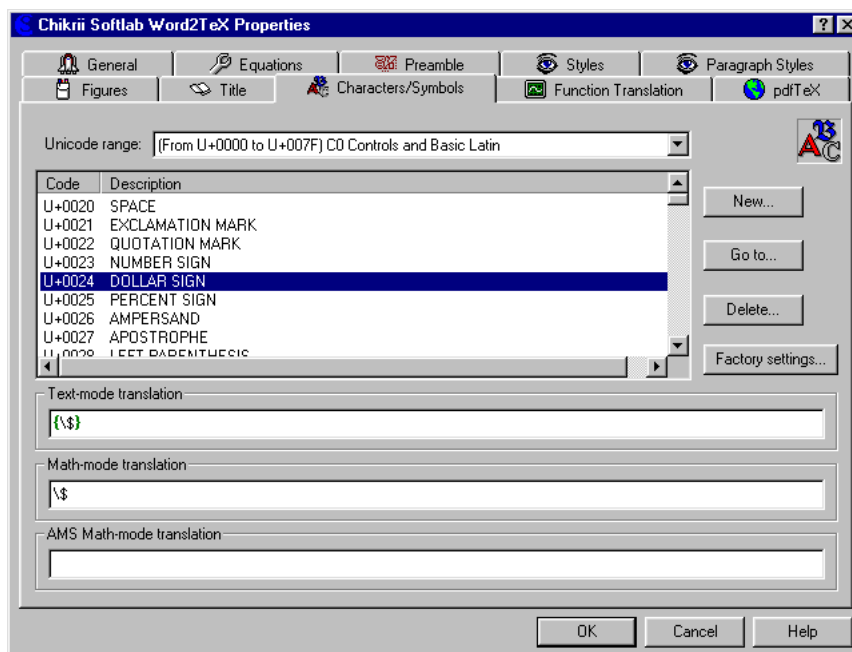 Chikrii Softlab Word2TeX Properties
General Equations Preamble Styles Paragraph Styles
Figures Title Characters/Symbols Function Translation pdfTeX
Unicode range: (From U+0000 to U+007F) C0 Controls and Basic Latin
Code Description
U+0020 SPACE
U+0021 EXCLAMATION MARK
U+0022 QUOTATION MARK
U+0023 NUMBER SIGN
U+0024 DOLLAR SIGN
U+0025 PERCENT SIGN
U+0026 AMPERSAND
U+0027 APOSTROPHE
U+0028 LEFT PARENTHESIS
New...
Go to...
Delete...
Factory settings...
Text-mode translation
{\$}
Math-mode translation
\$
AMS Math-mode translation
OK Cancel Help